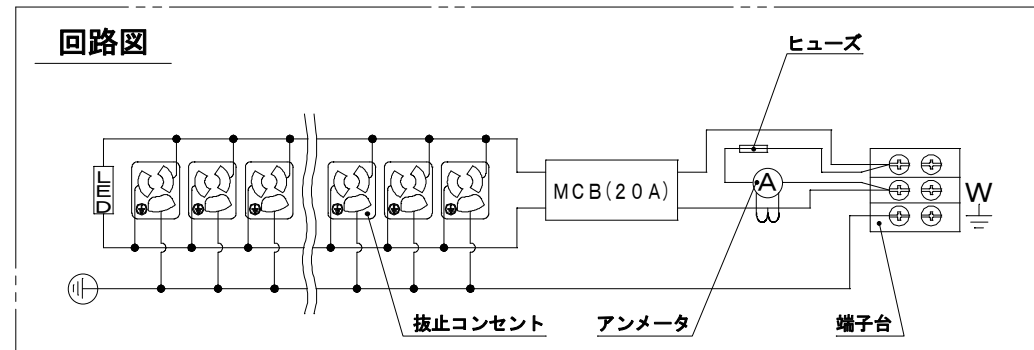 回路図
ヒューズ
LED
MCB(20A)
A
W
抜止コンセント
アンメータ
端子台